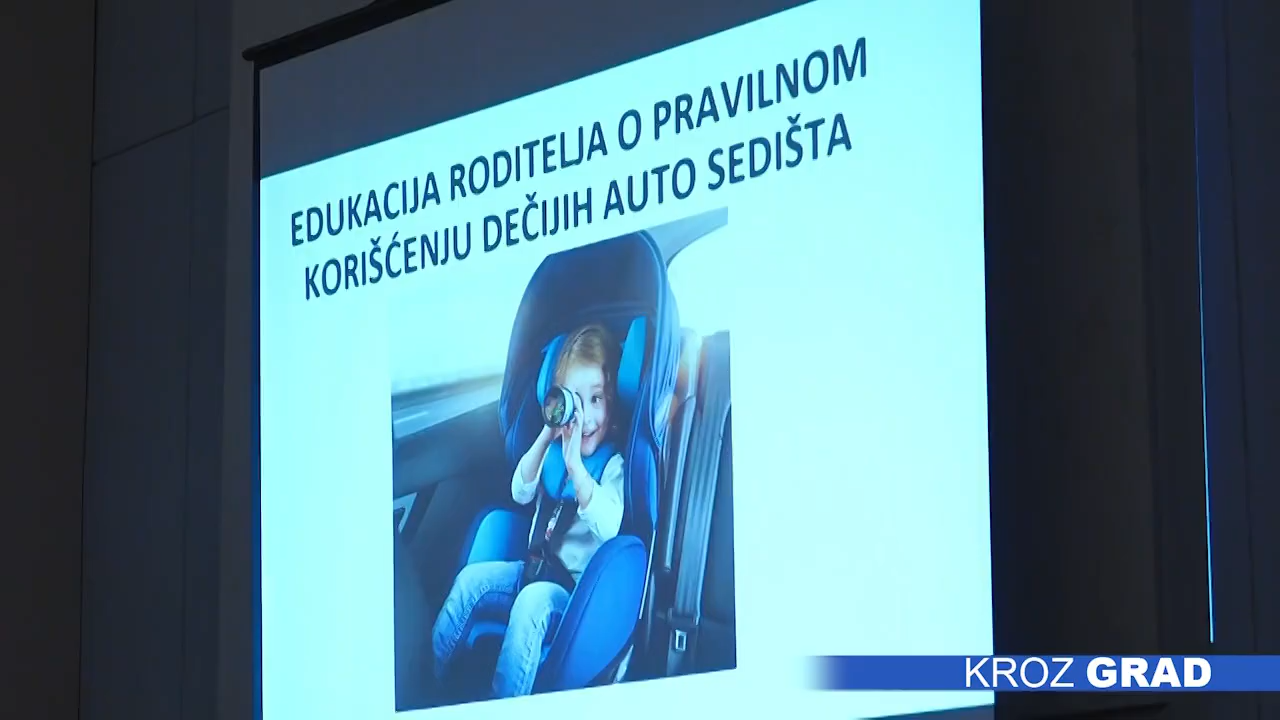 EDUKACIJA RODITELJA O PRAVILNOM
KORIŠĆENJU DEČIJIH AUTO SEDIŠTA
KROZ GRAD